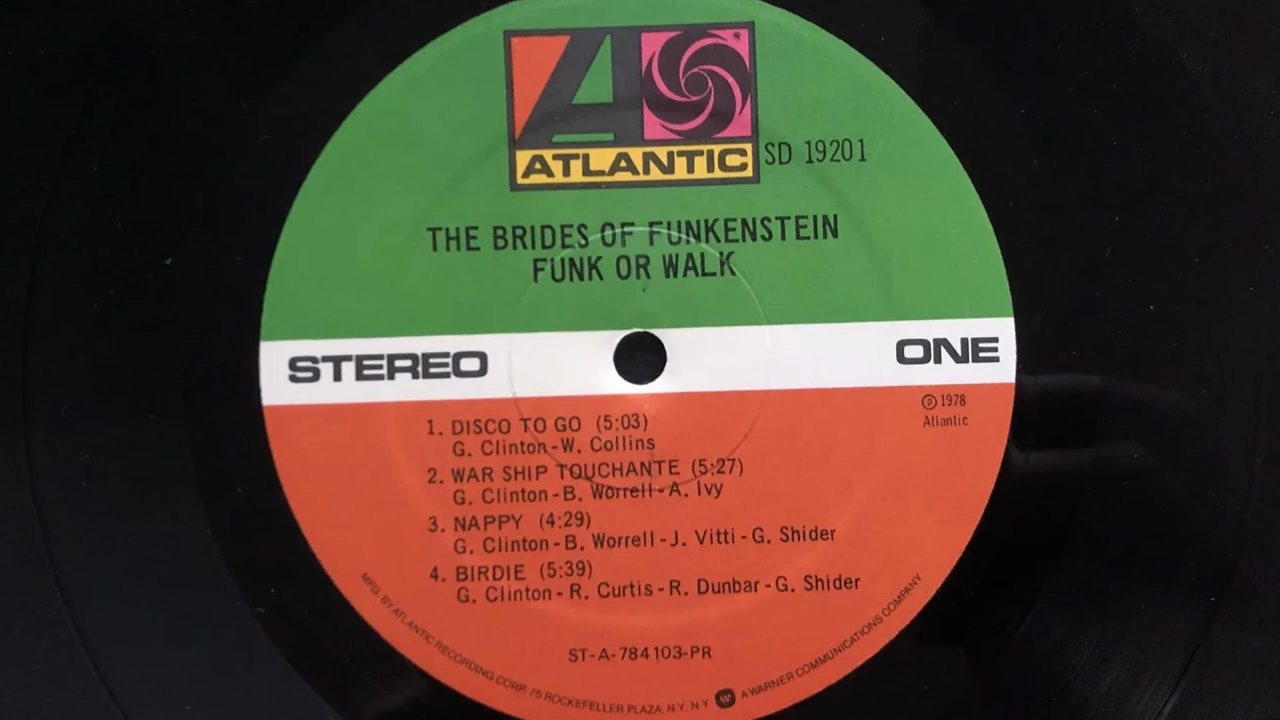 ATLANTIC
SD 19201
THE BRIDES OF FUNKENSTEIN
FUNK OR WALK
STEREO
ONE
℗ 1978
Atlantic
1. DISCO TO GO (5:03)
G. Clinton-W. Collins
2. WAR SHIP TOUCHANTE (5:27)
G. Clinton-B. Worrell-A. Ivy
3. NAPPY (4:29)
G. Clinton-B. Worrell-J. Vitti-G. Shider
4. BIRDIE (5:39)
G. Clinton-R. Curtis-R. Dunbar-G. Shider
ST-A-784103-PR
MFG. BY ATLANTIC RECORDING CORP. 75 ROCKEFELLER PLAZA, N.Y. N.Y. W A WARNER COMMUNICATIONS COMPANY